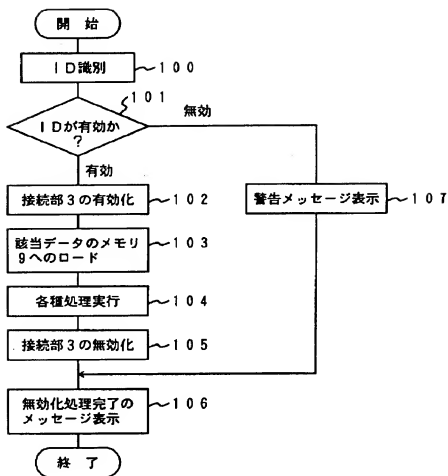 開 始
ID識別
100
101
IDが有効か
?
無効
有効
接続部3の有効化
102
警告メッセージ表示
107
該当データのメモリ
9へのロード
103
各種処理実行
104
接続部3の無効化
105
無効化処理完了の
メッセージ表示
106
終 了